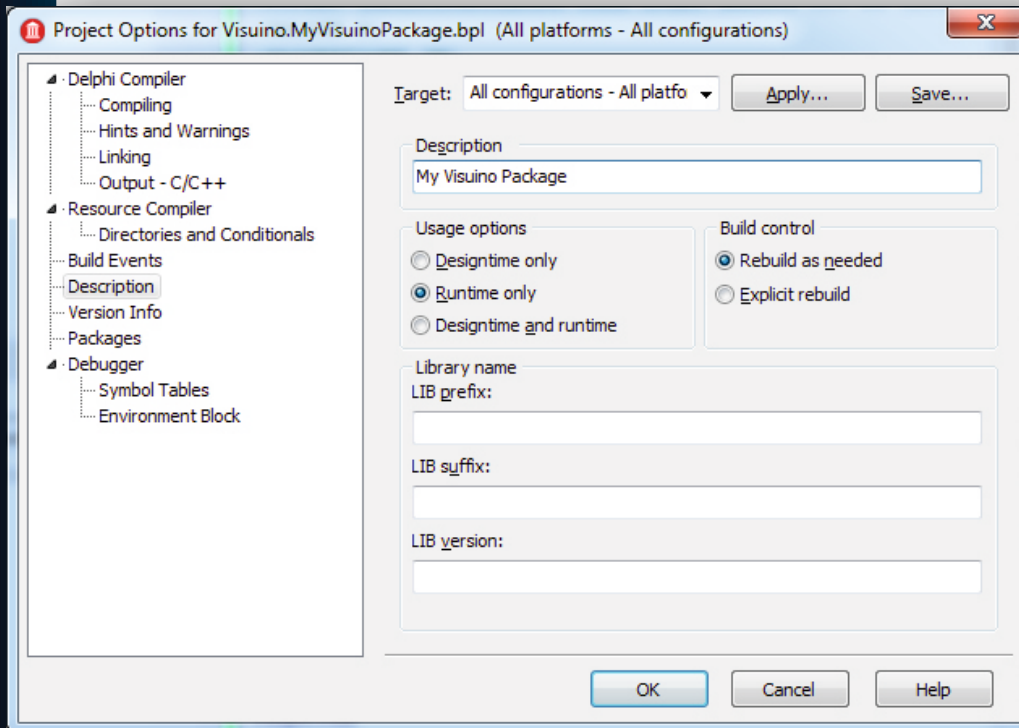 Project Options for Visuino.MyVisuinoPackage.bpl (All platforms - All configurations)
Delphi Compiler
Compiling
Hints and Warnings
Linking
Output - C/C++
Resource Compiler
Directories and Conditionals
Build Events
Description
Version Info
Packages
Debugger
Symbol Tables
Environment Block
Target: All configurations - All platfo Apply... Save...
Description
My Visuino Package
Usage options
Designtime only
Runtime only
Designtime and runtime
Build control
Rebuild as needed
Explicit rebuild
Library name
LIB prefix:
LIB suffix:
LIB version:
OK Cancel Help